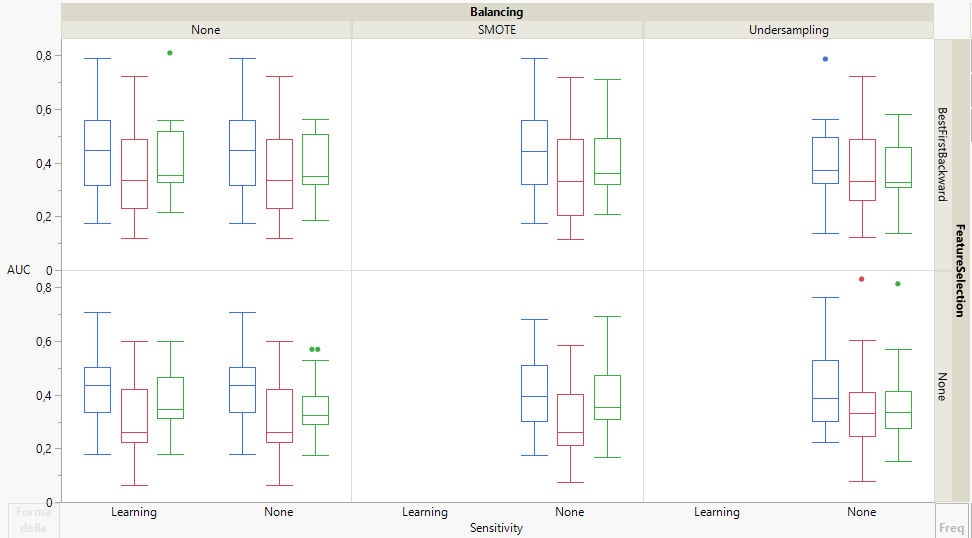 Balancing
None SMOTE Undersampling
0,8
0,6
0,4
0,2
0
BestFirstBackward
AUC
0,8
0,6
0,4
0,2
0
None
FeatureSelection
Learning None Learning None Learning None
Sensitivity
Forma
della
Freq